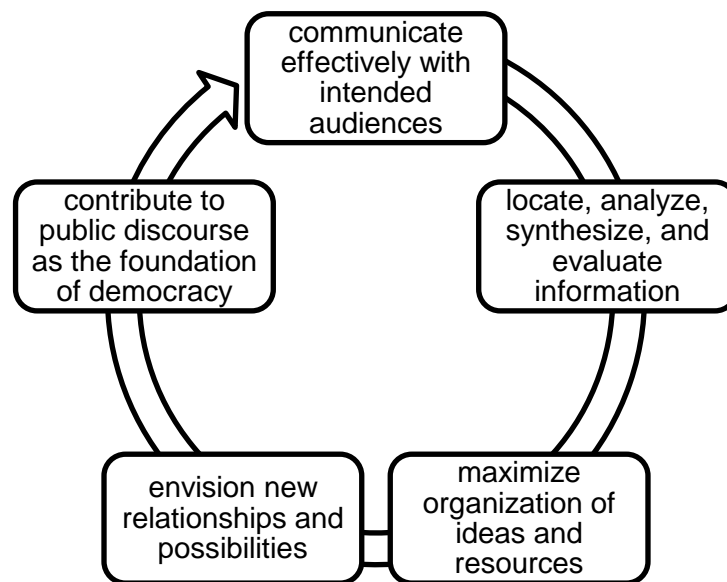 communicate
effectively with
intended
audiences
locate, analyze,
synthesize, and
evaluate
information
maximize
organization of
ideas and
resources
envision new
relationships and
possibilities
contribute to
public discourse
as the foundation
of democracy